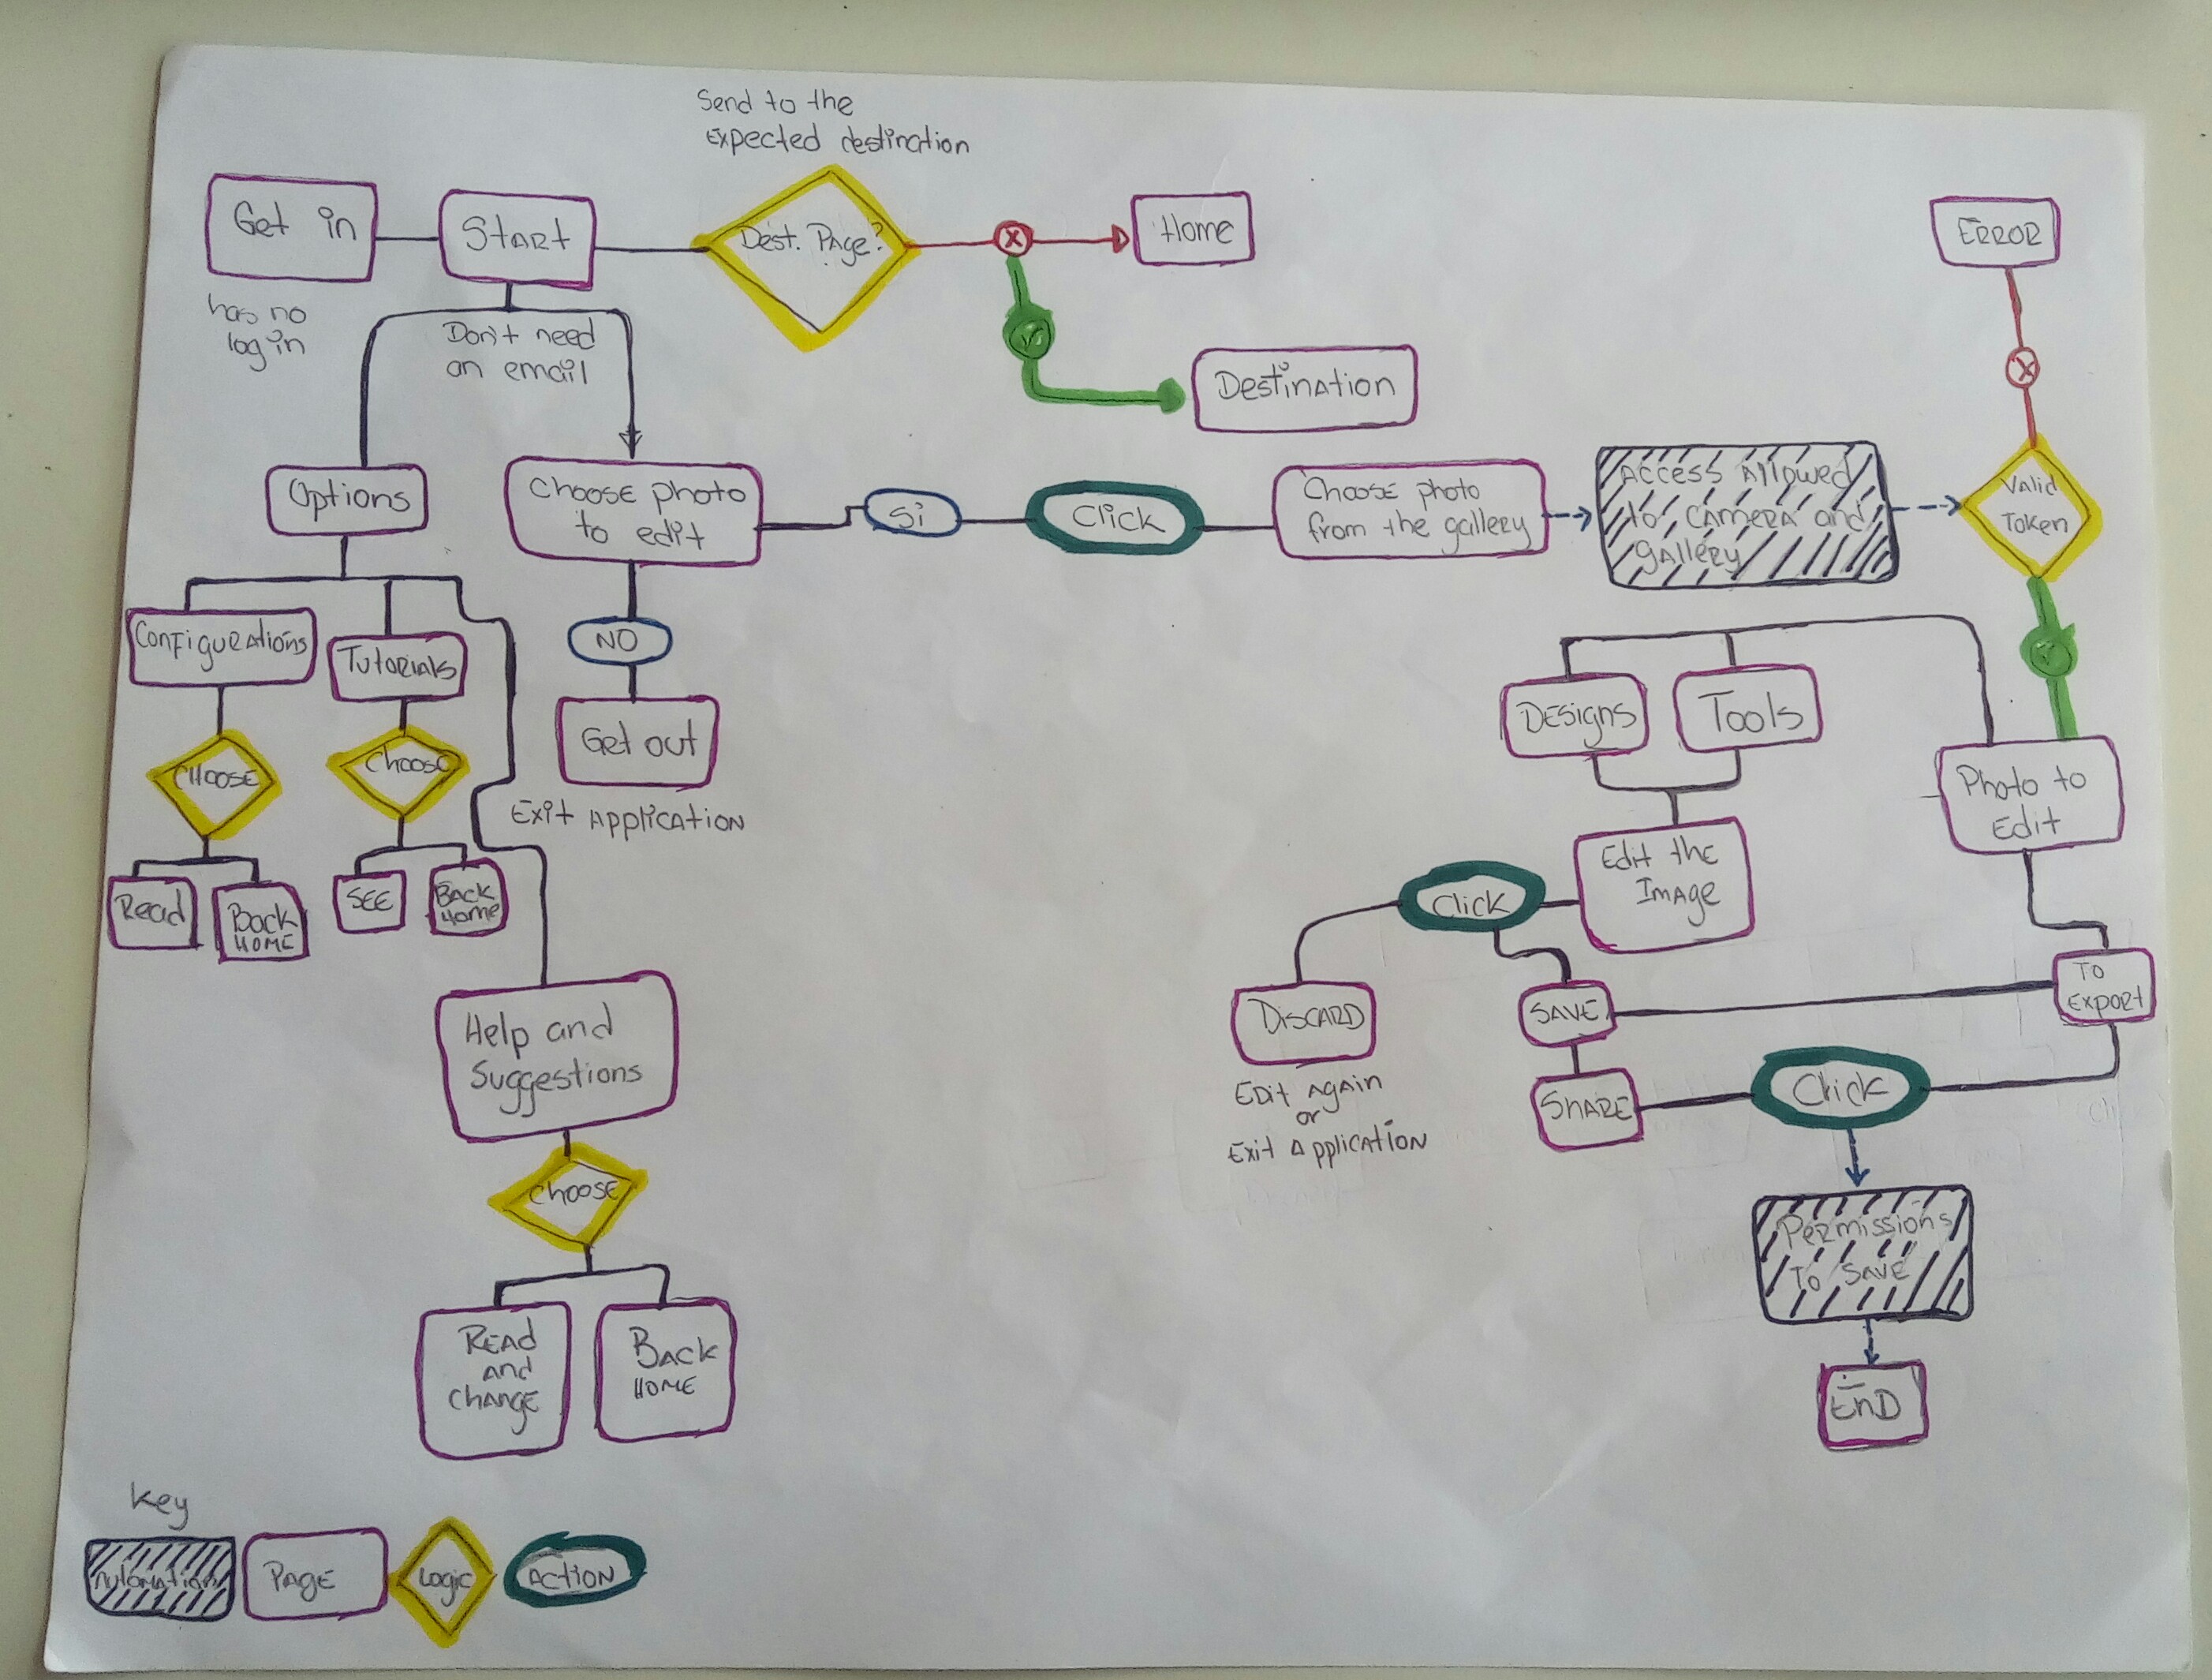 Send to the
Expected destination
Get in
START
Dest. Page?
Home
ERROR
has no
log in
Don't need
an email
Destination
Options
Choose photo
to edit
Si
Click
Choose photo
from the gallery
Access Allowed
to camera and
gallery
Valid
Token
Configurations
Tutorials
NO
Get out
Exit Application
CHOOSE
Choose
Read
Back
HOME
SEE
Back
Home
Designs
Tools
Photo to
Edit
Edit the
Image
Click
Discard
Edit Again
or
Exit Application
SAVE
To
Export
SHARE
Click
Help and
Suggestions
Choose
Read
and
Change
Back
HOME
Permissions
To SAVE
END
Key
Automation
PAGE
Logic
ACTION